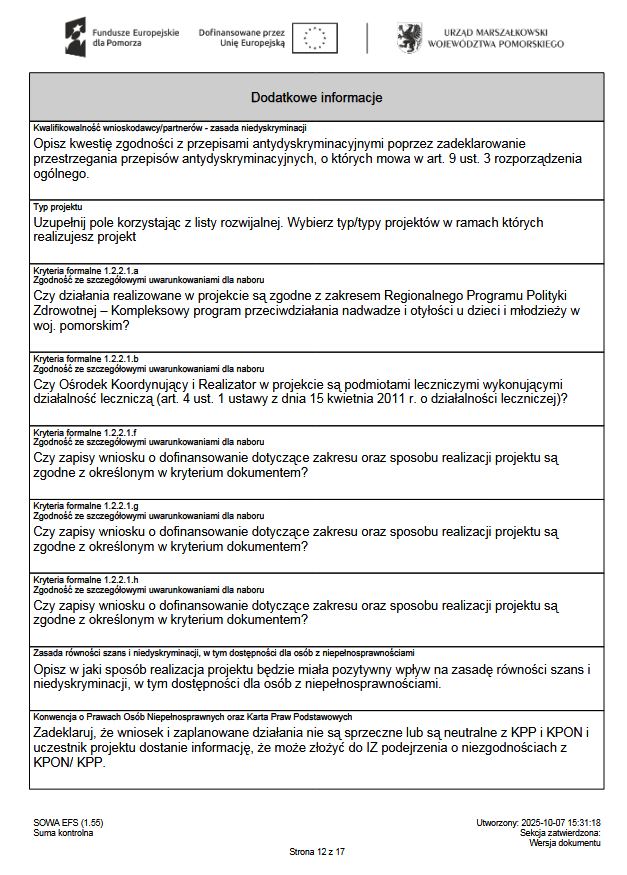 Fundusze Europejskie
dla Pomorza
Dofinansowane przez
Unię Europejską
URZĄD MARSZAŁKOWSKI
WOJEWÓDZTWA POMORSKIEGO
Dodatkowe informacje
Kwalifikowalność wnioskodawcy/partnerów - zasada niedyskryminacji
Opisz kwestię zgodności z przepisami antydyskryminacyjnymi poprzez zadeklarowanie
przestrzegania przepisów antydyskryminacyjnych, o których mowa w art. 9 ust. 3 rozporządzenia
ogólnego.
Typ projektu
Uzupełnij pole korzystając z listy rozwijalnej. Wybierz typ/typy projektów w ramach których
realizujesz projekt
Kryteria formalne 1.2.2.1.a
Zgodność ze szczegółowymi uwarunkowaniami dla naboru
Czy działania realizowane w projekcie są zgodne z zakresem Regionalnego Programu Polityki
Zdrowotnej – Kompleksowy program przeciwdziałania nadwadze i otyłości u dzieci i młodzieży w
woj. pomorskim?
Kryteria formalne 1.2.2.1.b
Zgodność ze szczegółowymi uwarunkowaniami dla naboru
Czy Ośrodek Koordynujący i Realizator w projekcie są podmiotami leczniczymi wykonującymi
działalność leczniczą (art. 4 ust. 1 ustawy z dnia 15 kwietnia 2011 r. o działalności leczniczej)?
Kryteria formalne 1.2.2.1.f
Zgodność ze szczegółowymi uwarunkowaniami dla naboru
Czy zapisy wniosku o dofinansowanie dotyczące zakresu oraz sposobu realizacji projektu są
zgodne z określonym w kryterium dokumentem?
Kryteria formalne 1.2.2.1.g
Zgodność ze szczegółowymi uwarunkowaniami dla naboru
Czy zapisy wniosku o dofinansowanie dotyczące zakresu oraz sposobu realizacji projektu są
zgodne z określonym w kryterium dokumentem?
Kryteria formalne 1.2.2.1.h
Zgodność ze szczegółowymi uwarunkowaniami dla naboru
Czy zapisy wniosku o dofinansowanie dotyczące zakresu oraz sposobu realizacji projektu są
zgodne z określonym w kryterium dokumentem?
Zasada równości szans i niedyskryminacji, w tym dostępności dla osób z niepełnosprawnościami
Opisz w jaki sposób realizacja projektu będzie miała pozytywny wpływ na zasadę równości szans i
niedyskryminacji, w tym dostępności dla osób z niepełnosprawnościami.
Konwencja o Prawach Osób Niepełnosprawnych oraz Karta Praw Podstawowych
Zadeklaruj, że wniosek i zaplanowane działania nie są sprzeczne lub są neutralne z KPP i KPON i
uczestnik projektu dostanie informację, że może złożyć do IZ podejrzenia o niezgodnościach z
KPON/ KPP.
SOWA EFS (1.55)
Suma kontrolna
Utworzony: 2025-10-07 15:31:18
Sekcja zatwierdzona:
Wersja dokumentu
Strona 12 z 17